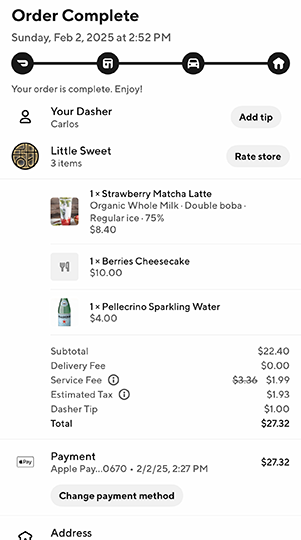 Order Complete
Sunday, Feb 2, 2025 at 2:52 PM
Your order is complete. Enjoy!
Your Dasher
Carlos
Add tip
Little Sweet
3 items
Rate store
1 × Strawberry Matcha Latte
Organic Whole Milk · Double boba ·
Regular ice · 75%
$8.40
1 × Berries Cheesecake
$10.00
1 × Pellecrino Sparkling Water
$4.00
Subtotal $22.40
Delivery Fee $0.00
Service Fee $3.36 $1.99
Estimated Tax $1.93
Dasher Tip $1.00
Total $27.32
Pay
Payment
Apple Pay...0670 • 2/2/25, 2:27 PM
$27.32
Change payment method
Address